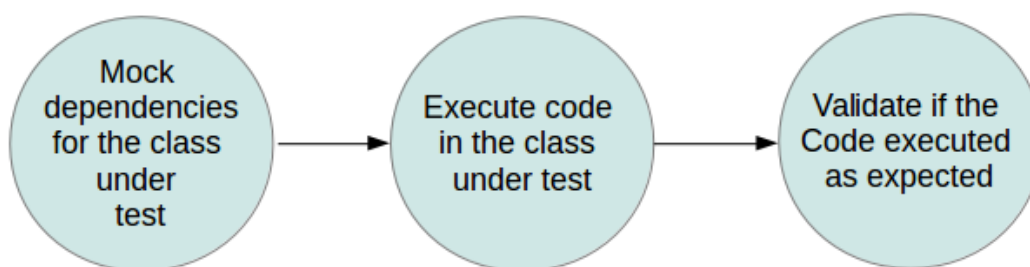 Mock
dependencies
for the class
under
test
Execute code
in the class
under test
Validate if the
Code executed
as expected